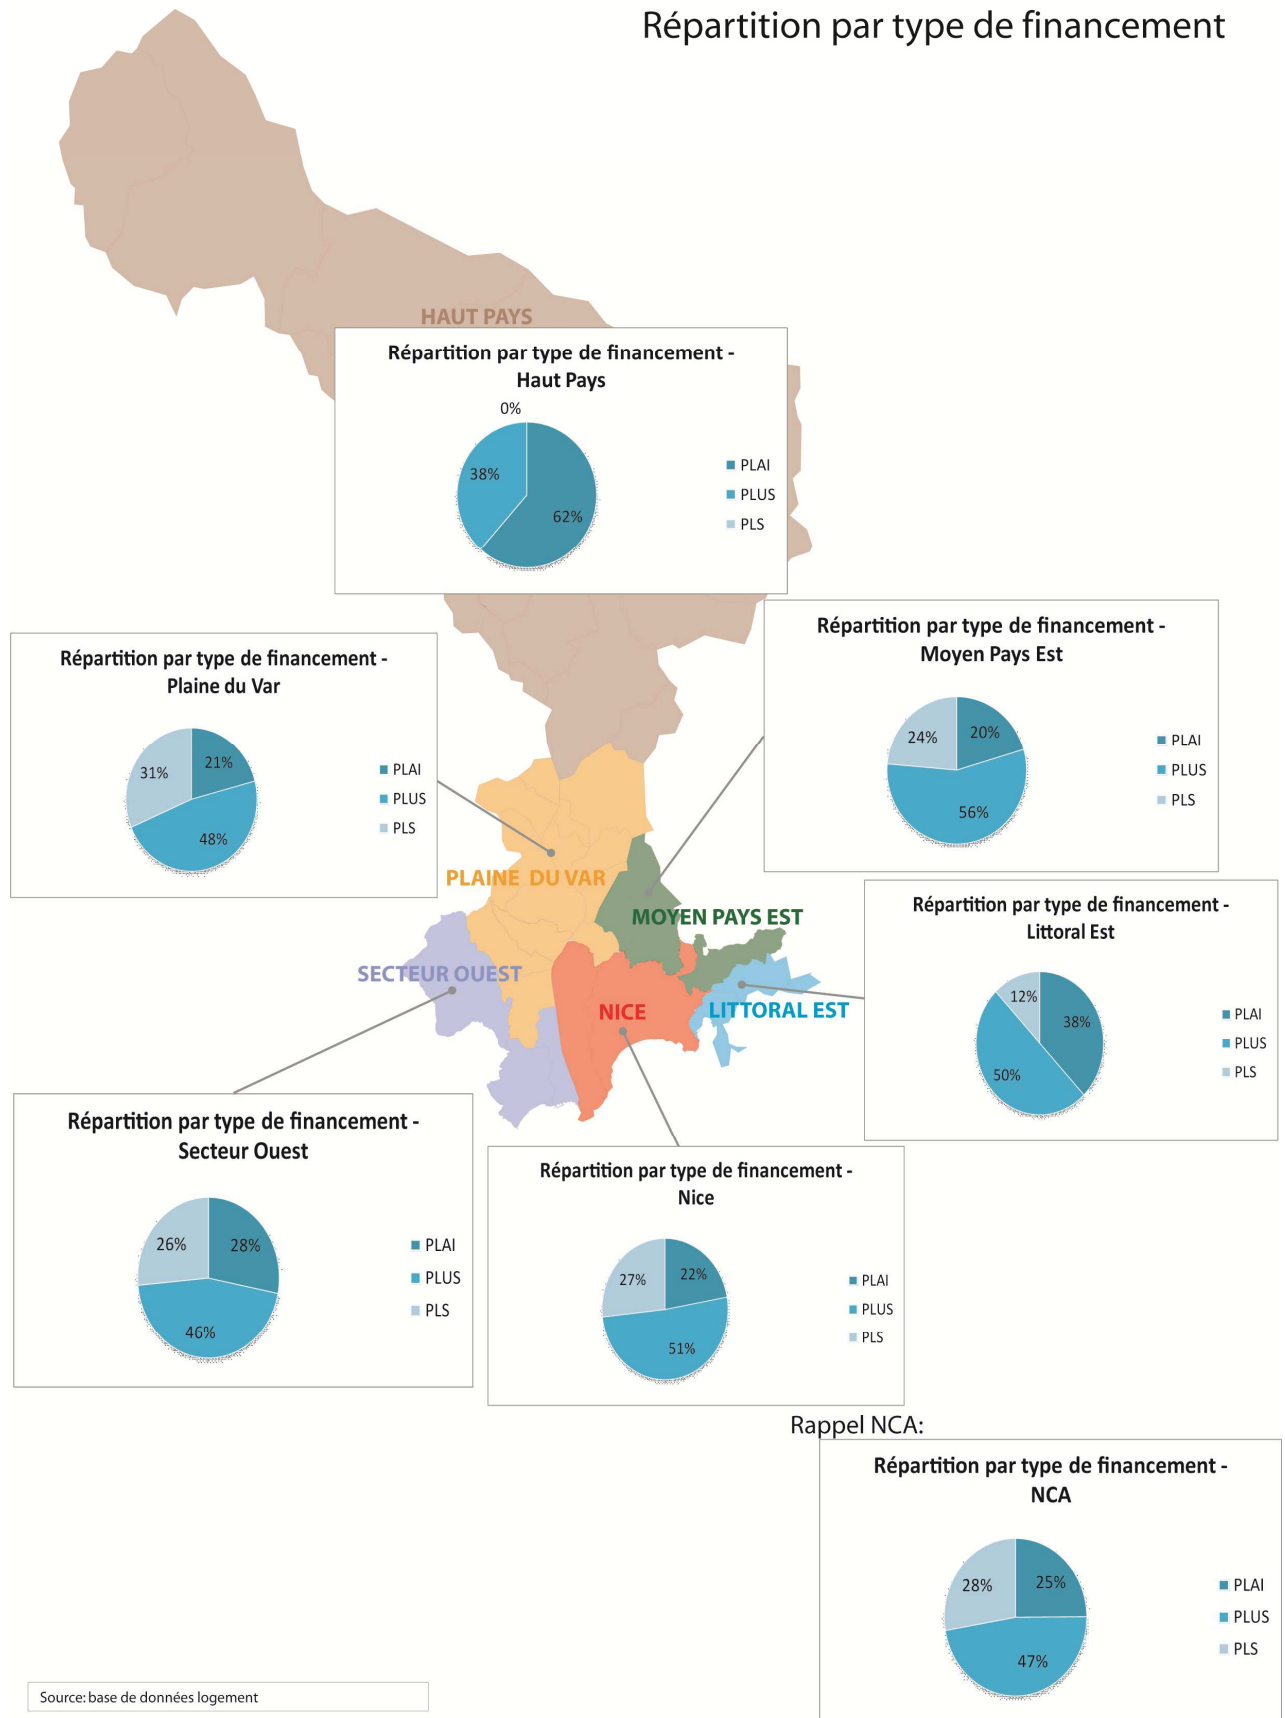 Répartition par type de financement
HAUT PAYS
Répartition par type de financement -
Haut Pays
0%
38%
62%
PLAI
PLUS
PLS
Répartition par type de financement -
Moyen Pays Est
24%
20%
56%
PLAI
PLUS
PLS
Répartition par type de financement -
Plaine du Var
31%
21%
48%
PLAI
PLUS
PLS
PLAINE DU VAR
MOYEN PAYS EST
SECTEUR OUEST
NICE
LITTORAL EST
Répartition par type de financement -
Littoral Est
12%
38%
50%
PLAI
PLUS
PLS
Répartition par type de financement -
Secteur Ouest
26%
28%
46%
PLAI
PLUS
PLS
Répartition par type de financement -
Nice
27%
22%
51%
PLAI
PLUS
PLS
Rappel NCA:
Répartition par type de financement -
NCA
28%
25%
47%
PLAI
PLUS
PLS
Source: base de données logement